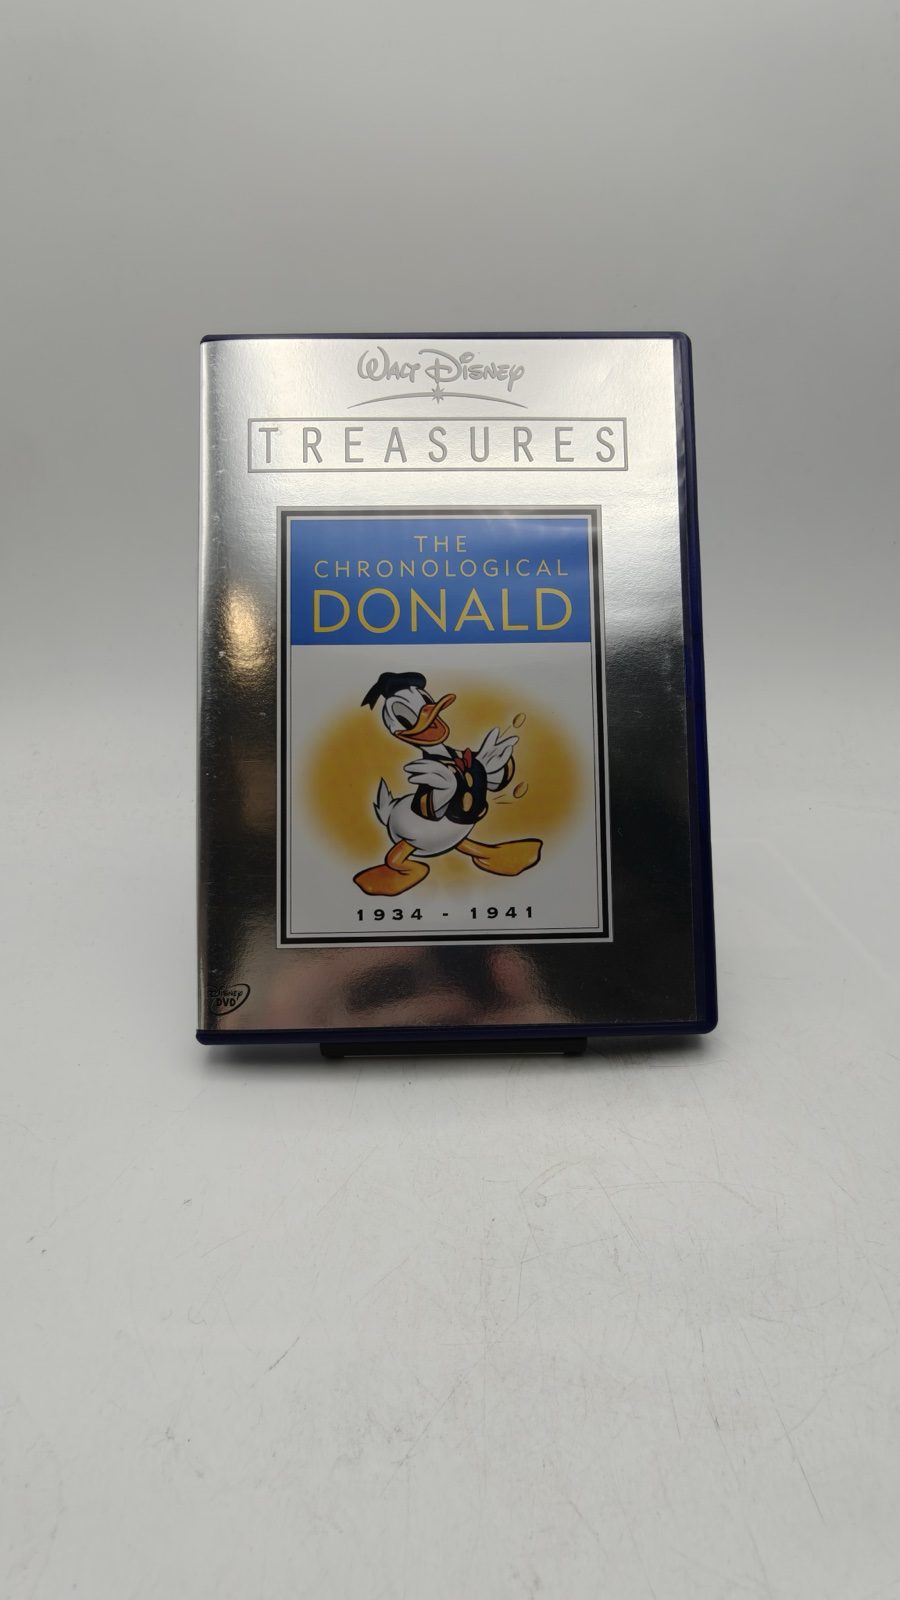 WALT DISNEY
TREASURES
THE
CHRONOLOGICAL
DONALD
1934 - 1941
DISNEY
DVD